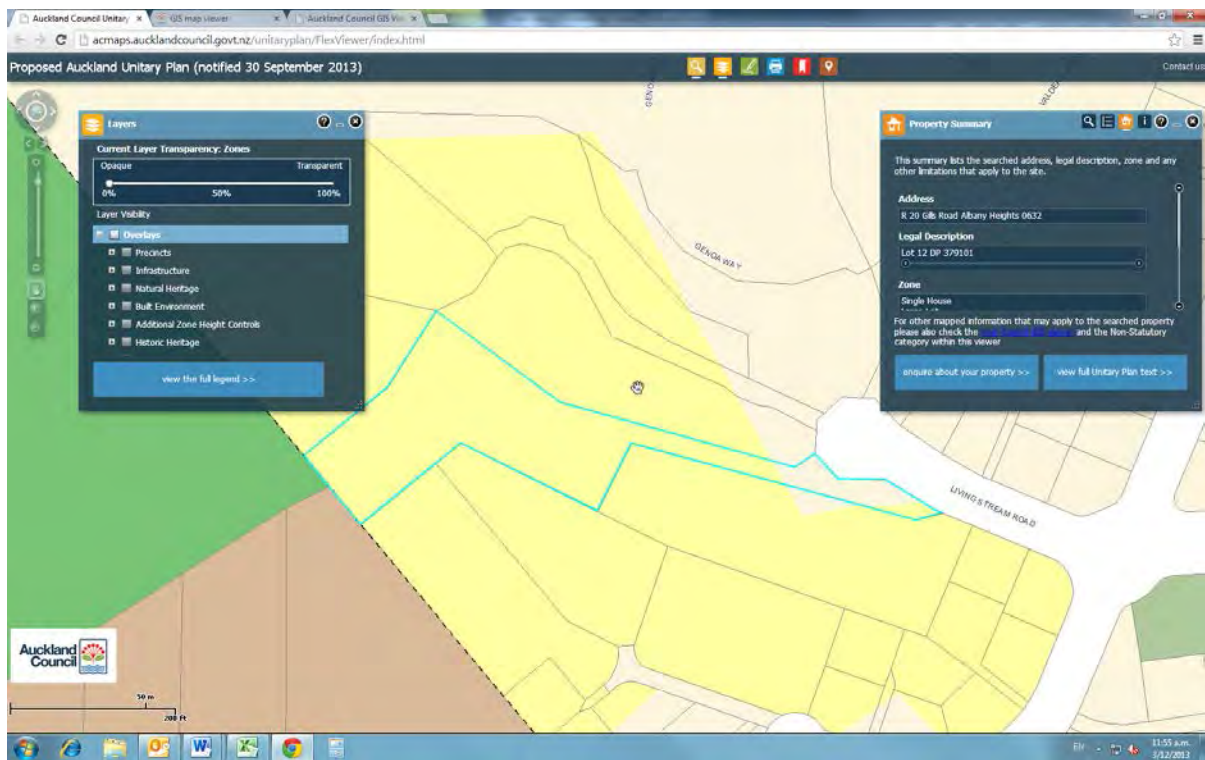 Auckland Council Unitary
GIS map viewer
Auckland Council GIS Vie
acmaps.aucklandcouncil.govt.nz/unitaryplan/FlexViewer/index.html
Proposed Auckland Unitary Plan (notified 30 September 2013)
Contact us
Layers
Current Layer Transparency: Zones
Opaque Transparent
0% 50% 100%
Layer Visibility
Overlays
Precincts
Infrastructure
Natural Heritage
Built Environment
Additional Zone Height Controls
Historic Heritage
view the full legend >>
GENO
VALDE
GENOA WAY
LIVING STREAM ROAD
Property Summary
This summary lists the searched address, legal description, zone and any
other limitations that apply to the site.
Address
R 20 Gills Road Albany Heights 0632
Legal Description
Lot 12 DP 379101
Zone
Single House
For other mapped information that may apply to the searched property
please also check the and the Non-Statutory
category within this viewer
enquire about your property >>
view full Unitary Plan text >>
Auckland
Council
50 m
200 ft
EN
11:55 a.m.
3/12/2013